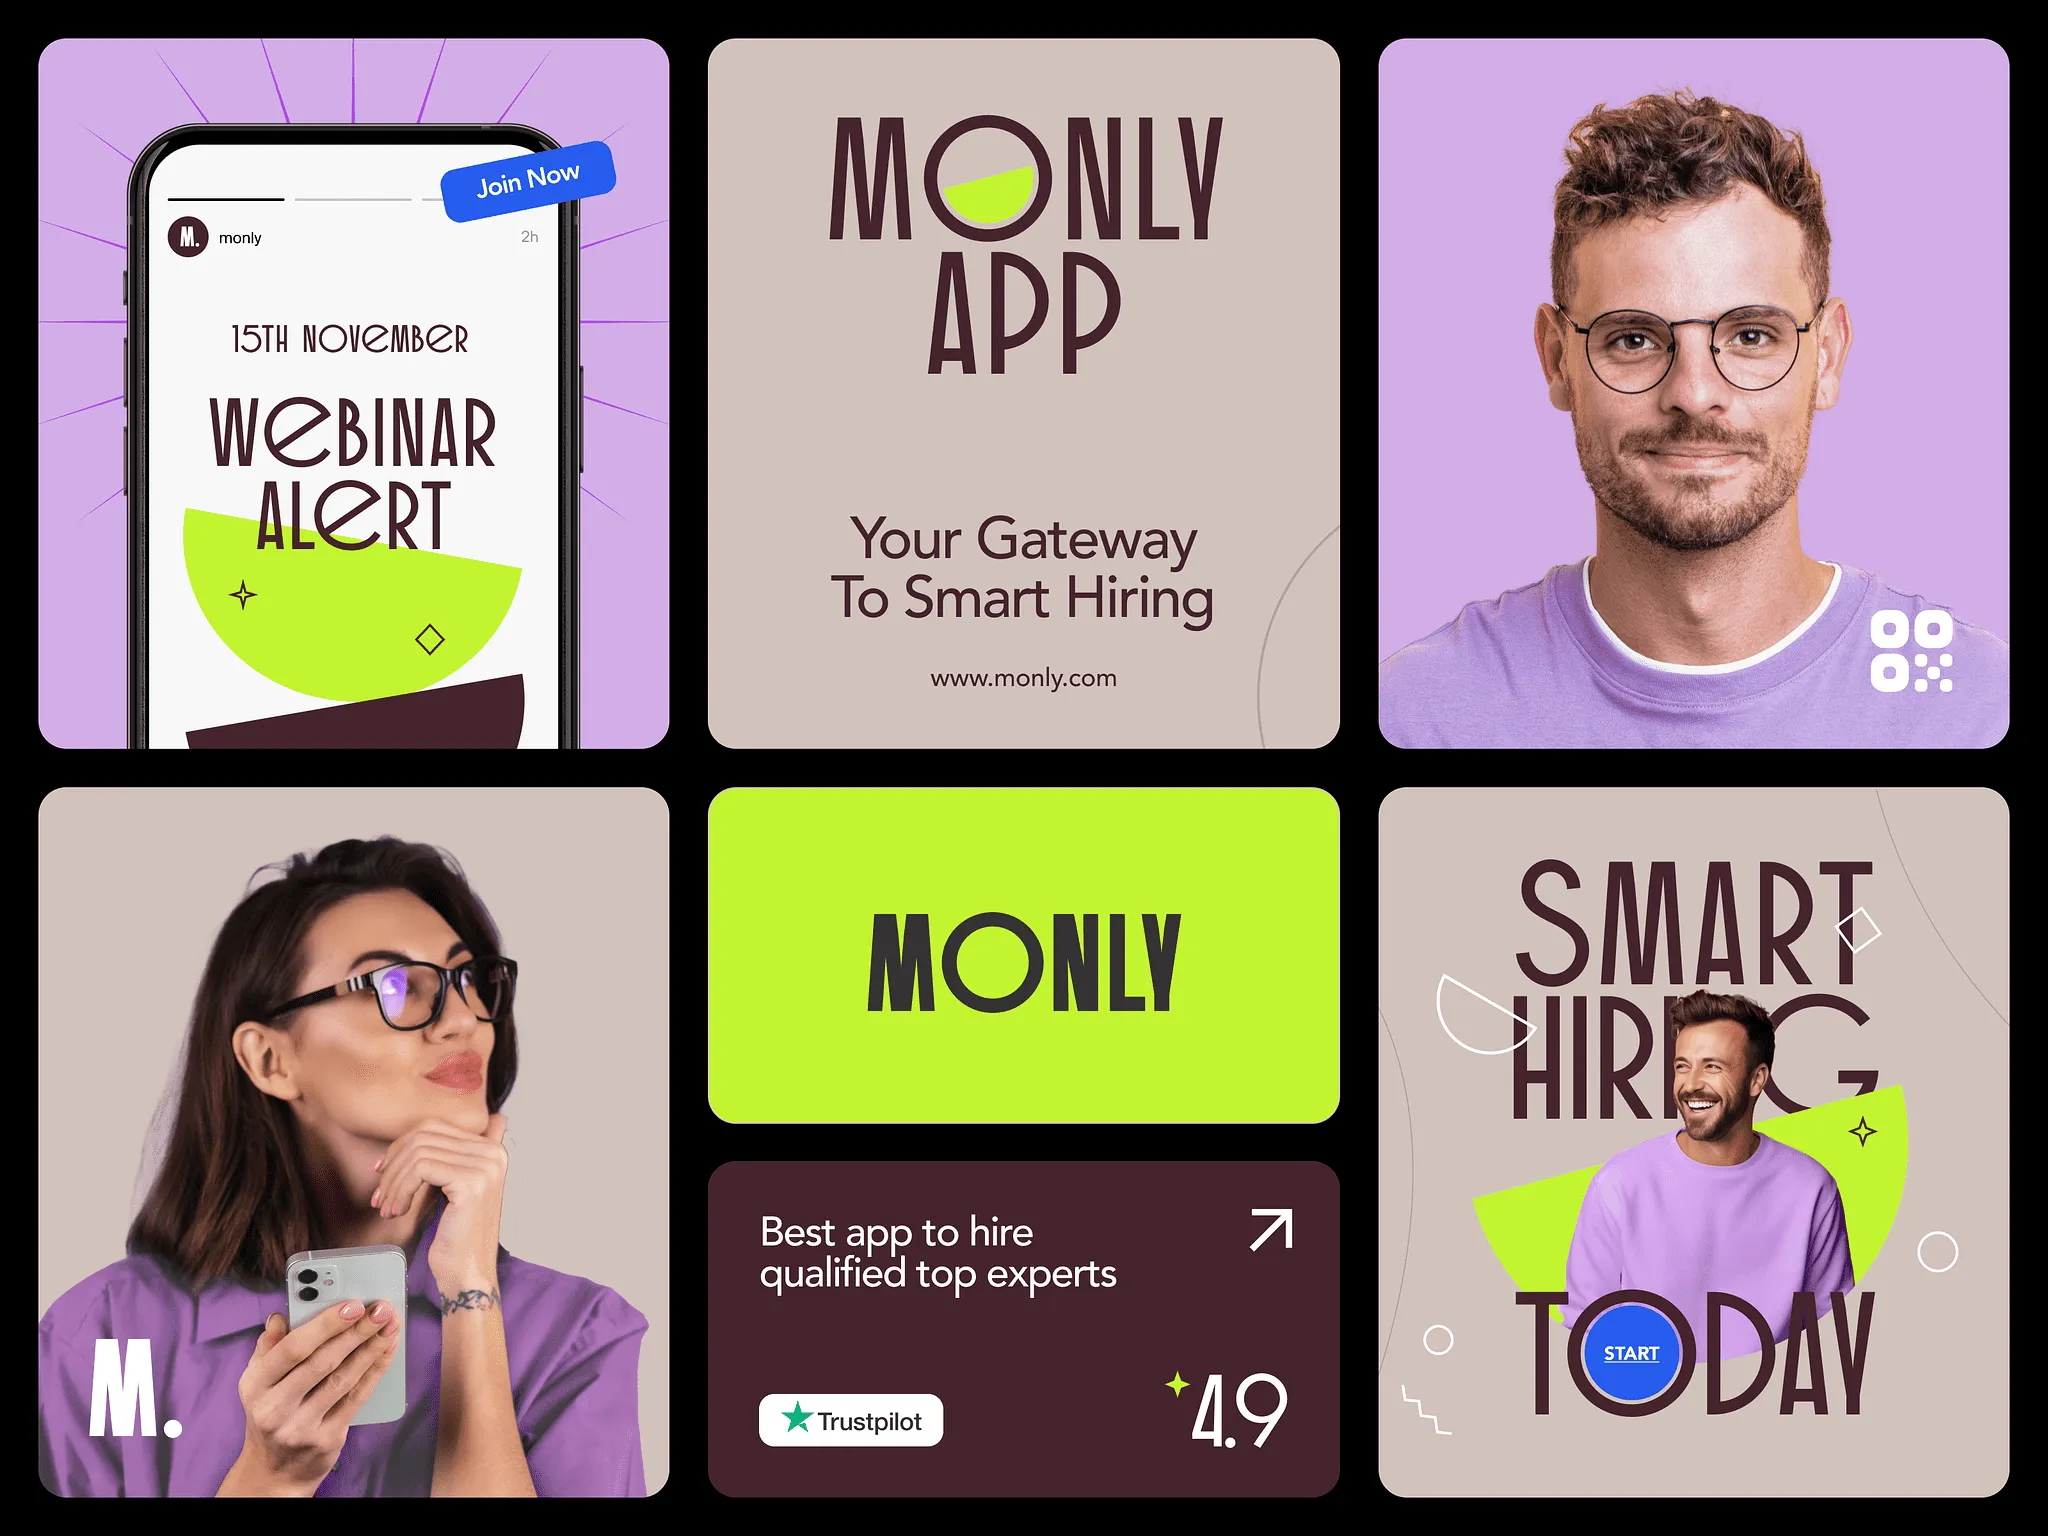 Join Now
M. monly 2h
15TH NOVEMBER
WEBINAR
ALERT
MONLY
APP
Your Gateway
To Smart Hiring
www.monly.com
M.
MONLY
Best app to hire
qualified top experts
Trustpilot
4.9
SMART
HIRING
TODAY
START